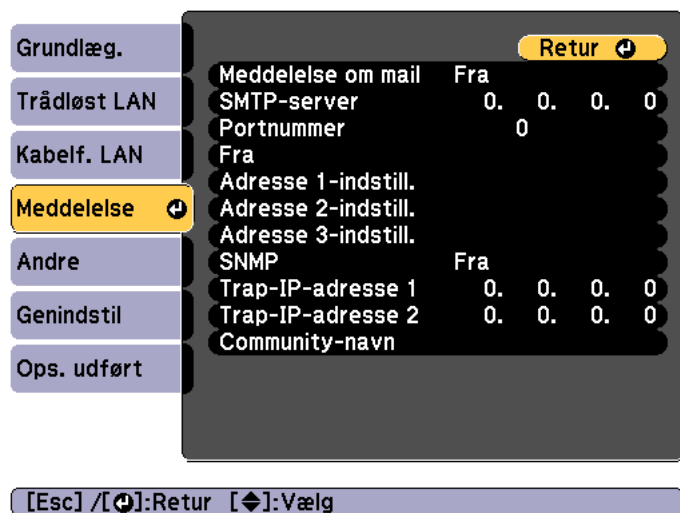 Grundlæg.
Trådløst LAN
Kabelf. LAN
Meddelelse
Andre
Genindstil
Ops. udført
Retur
Meddelelse om mail Fra
SMTP-server 0. 0. 0. 0
Portnummer 0
Fra
Adresse 1-indstill.
Adresse 2-indstill.
Adresse 3-indstill.
SNMP Fra
Trap-IP-adresse 1 0. 0. 0. 0
Trap-IP-adresse 2 0. 0. 0. 0
Community-navn
[Esc] /[⏎]:Retur [◆]:Vælg